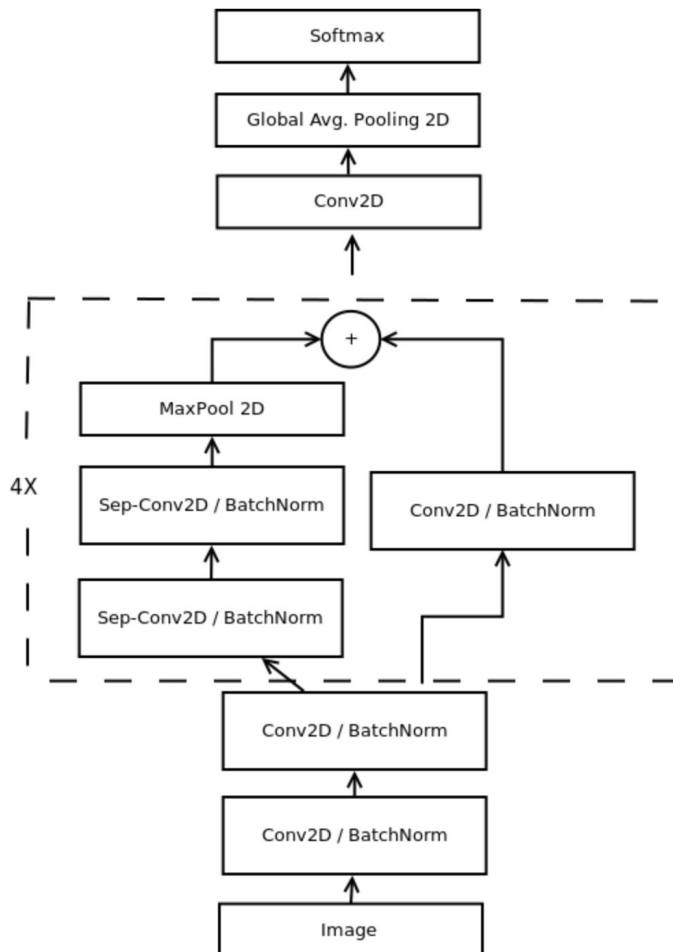 Softmax
Global Avg. Pooling 2D
Conv2D
+
MaxPool 2D
4X
Sep-Conv2D / BatchNorm
Conv2D / BatchNorm
Sep-Conv2D / BatchNorm
Conv2D / BatchNorm
Conv2D / BatchNorm
Image